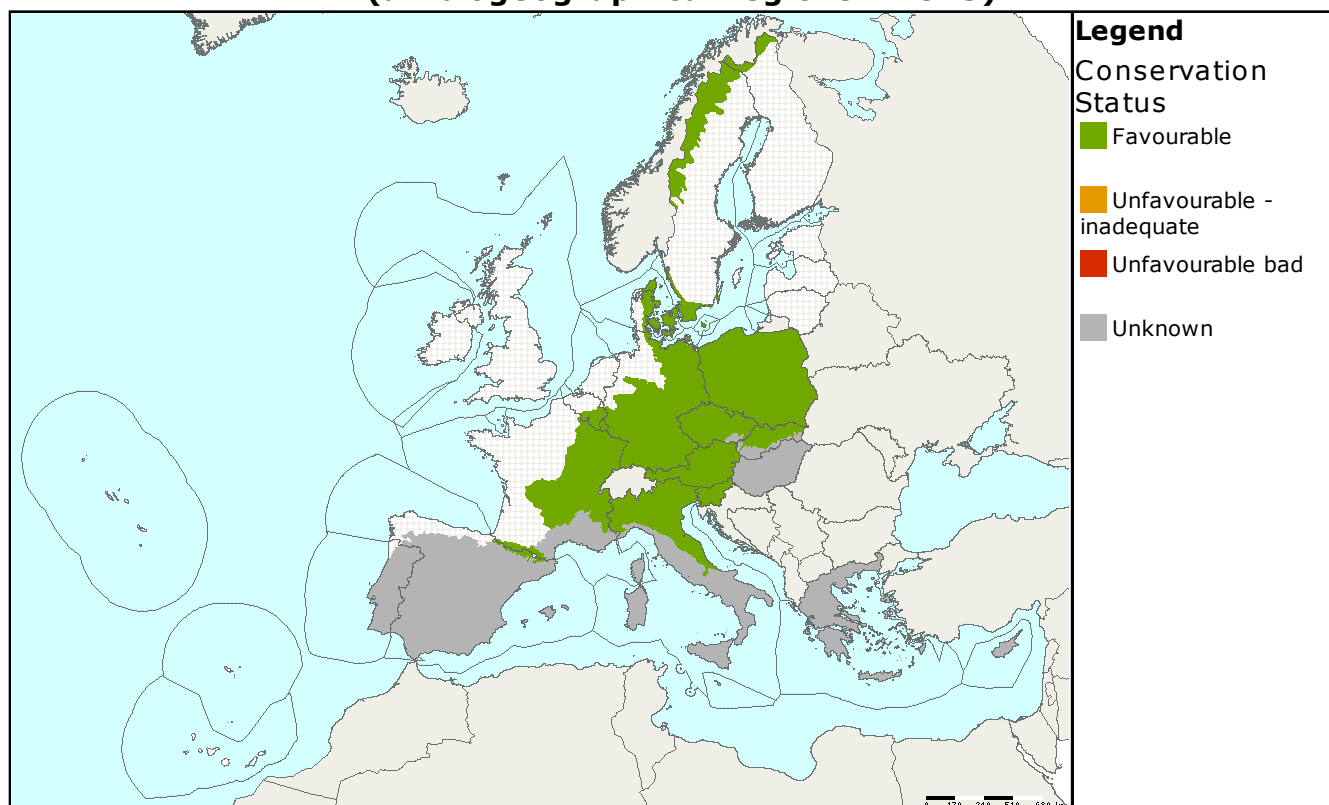 Legend
Conservation
Status
Favourable
Unfavourable -
inadequate
Unfavourable bad
Unknown